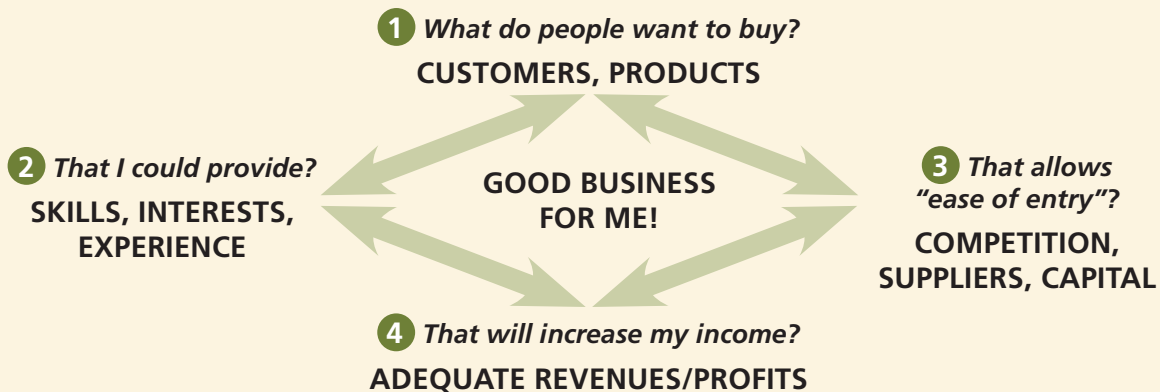 1 What do people want to buy?
CUSTOMERS, PRODUCTS
2 That I could provide?
SKILLS, INTERESTS,
EXPERIENCE
GOOD BUSINESS
FOR ME!
3 That allows
“ease of entry”?
COMPETITION,
SUPPLIERS, CAPITAL
4 That will increase my income?
ADEQUATE REVENUES/PROFITS